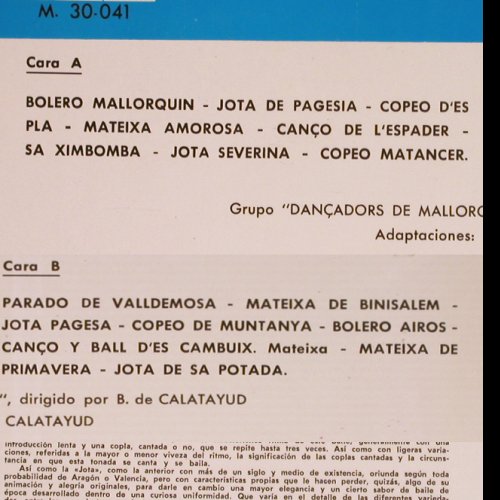 M. 30-041
Cara A
BOLERO MALLORQUIN - JOTA DE PAGESIA - COPEO D'ES
PLA - MATEIXA AMOROSA - CANÇO DE L'ESPADER -
SA XIMBOMBA - JOTA SEVERINA - COPEO MATANCER.
Grupo "DANÇADORS DE MALLORC
Adaptaciones:
Cara B
PARADO DE VALLDEMOSA - MATEIXA DE BINISALEM -
JOTA PAGESA - COPEO DE MUNTANYA - BOLERO AIROS -
CANÇO Y BALL D'ES CAMBUIX. Mateixa - MATEIXA DE
PRIMAVERA - JOTA DE SA POTADA.
", dirigido por B. de CALATAYUD
CALATAYUD
introducción lenta y una copla, cantada o no, que se repite hasta tres veces. Así como con ligeras varia-
ciones, referidas a la mayor o menor viveza del ritmo, la significación de las coplas cantadas y la circuns-
tancia en que esta tonada se canta y se baila.
Así como la «Jota», como la anterior con más de un siglo y medio de existencia, oriunda según toda
probabilidad de Aragón o Valencia, pero con características propias que le hacen perder, quizás, algo de su
animación y alegría originales, para darle en cambio una mayor elegancia y un cierto sabor de baile de
época desarrollado dentro de una curiosa uniformidad. Que varía en el detalle de las diferentes varieda-